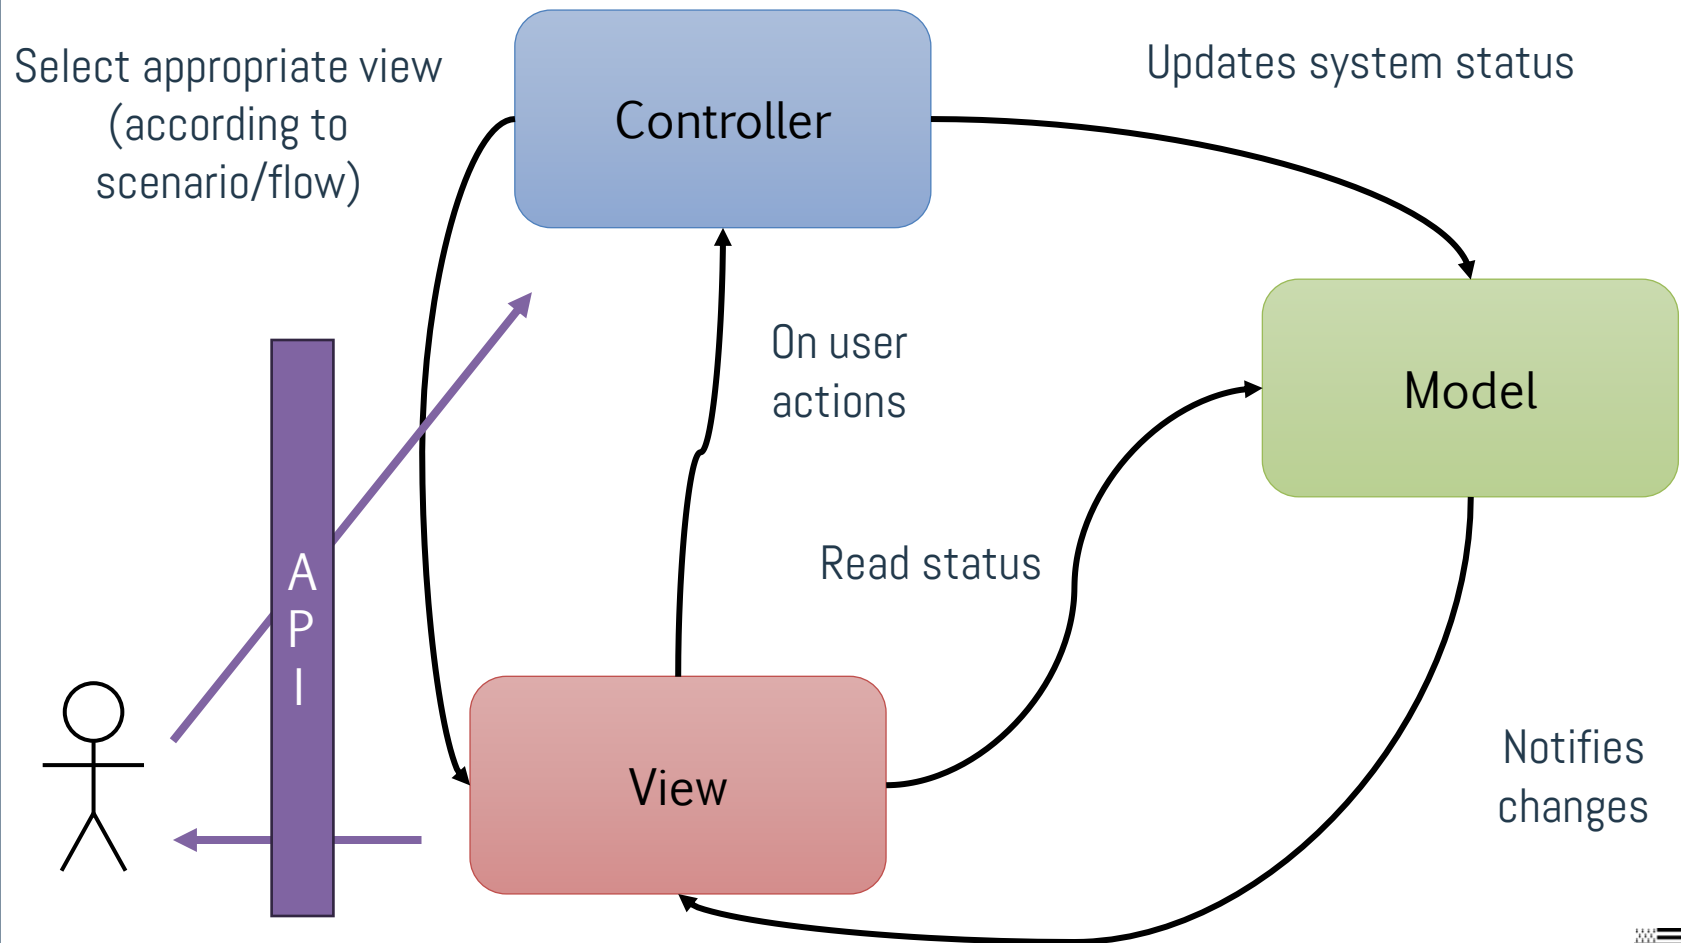 Select appropriate view
(according to
scenario/flow)
Controller
Updates system status
On user
actions
Model
Read status
A
P
I
View
Notifies
changes